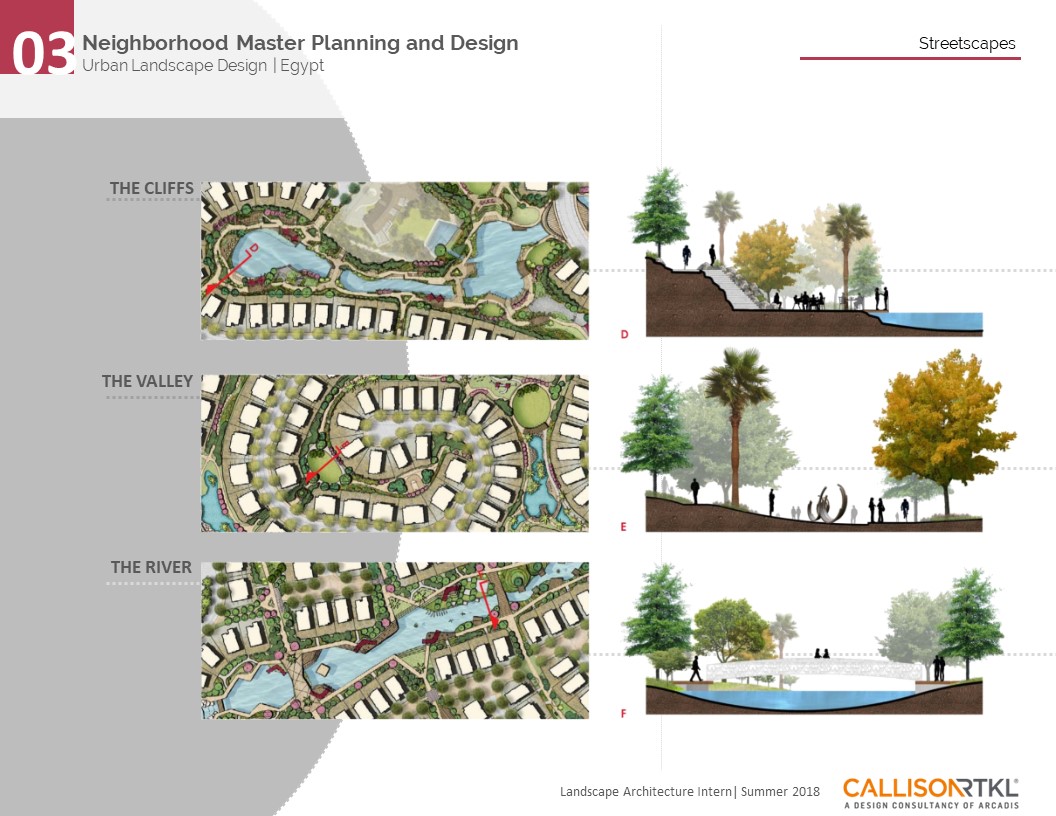 03
Neighborhood Master Planning and Design
Urban Landscape Design | Egypt
Streetscapes
THE CLIFFS
D
D
THE VALLEY
E
E
THE RIVER
F
Landscape Architecture Intern| Summer 2018
CALLISONRTKL®
A DESIGN CONSULTANCY OF ARCADIS